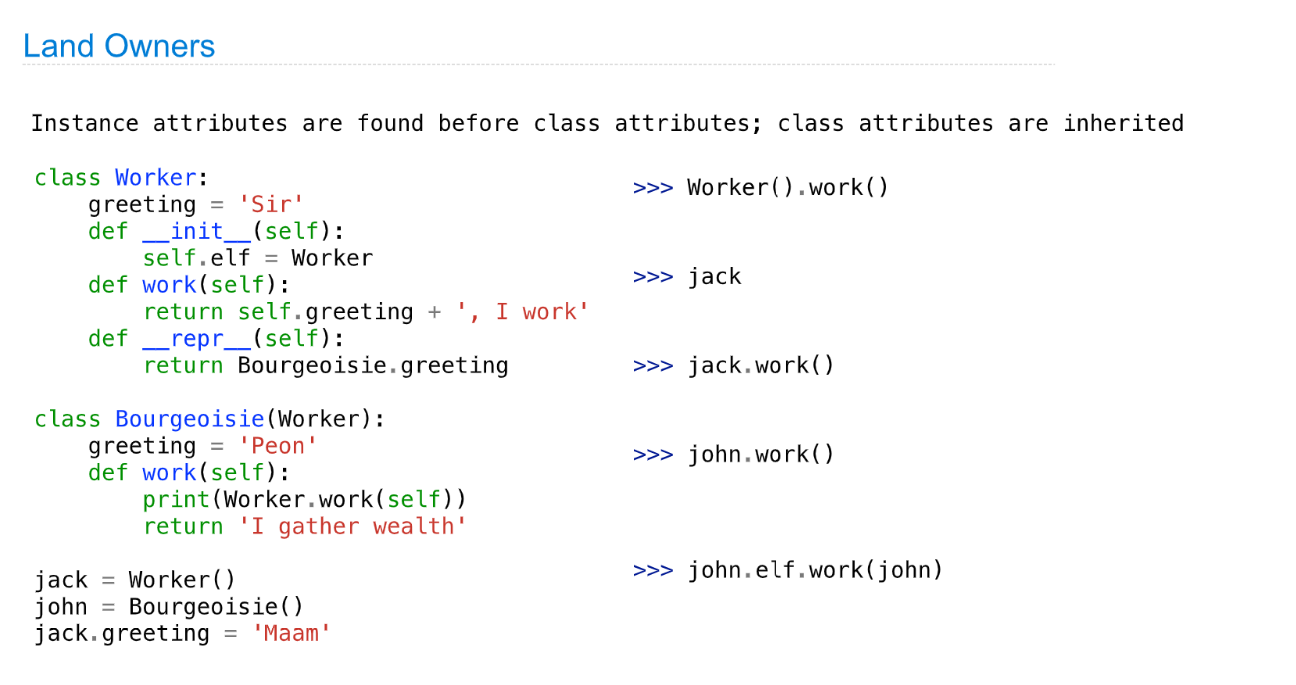 Land Owners
Instance attributes are found before class attributes; class attributes are inherited
class Worker:
    greeting = 'Sir'
    def __init__(self):
        self.elf = Worker
    def work(self):
        return self.greeting + ', I work'
    def __repr__(self):
        return Bourgeoisie.greeting
class Bourgeoisie(Worker):
    greeting = 'Peon'
    def work(self):
        print(Worker.work(self))
        return 'I gather wealth'
jack = Worker()
john = Bourgeoisie()
jack.greeting = 'Maam'
>>> Worker().work()
>>> jack
>>> jack.work()
>>> john.work()
>>> john.elf.work(john)